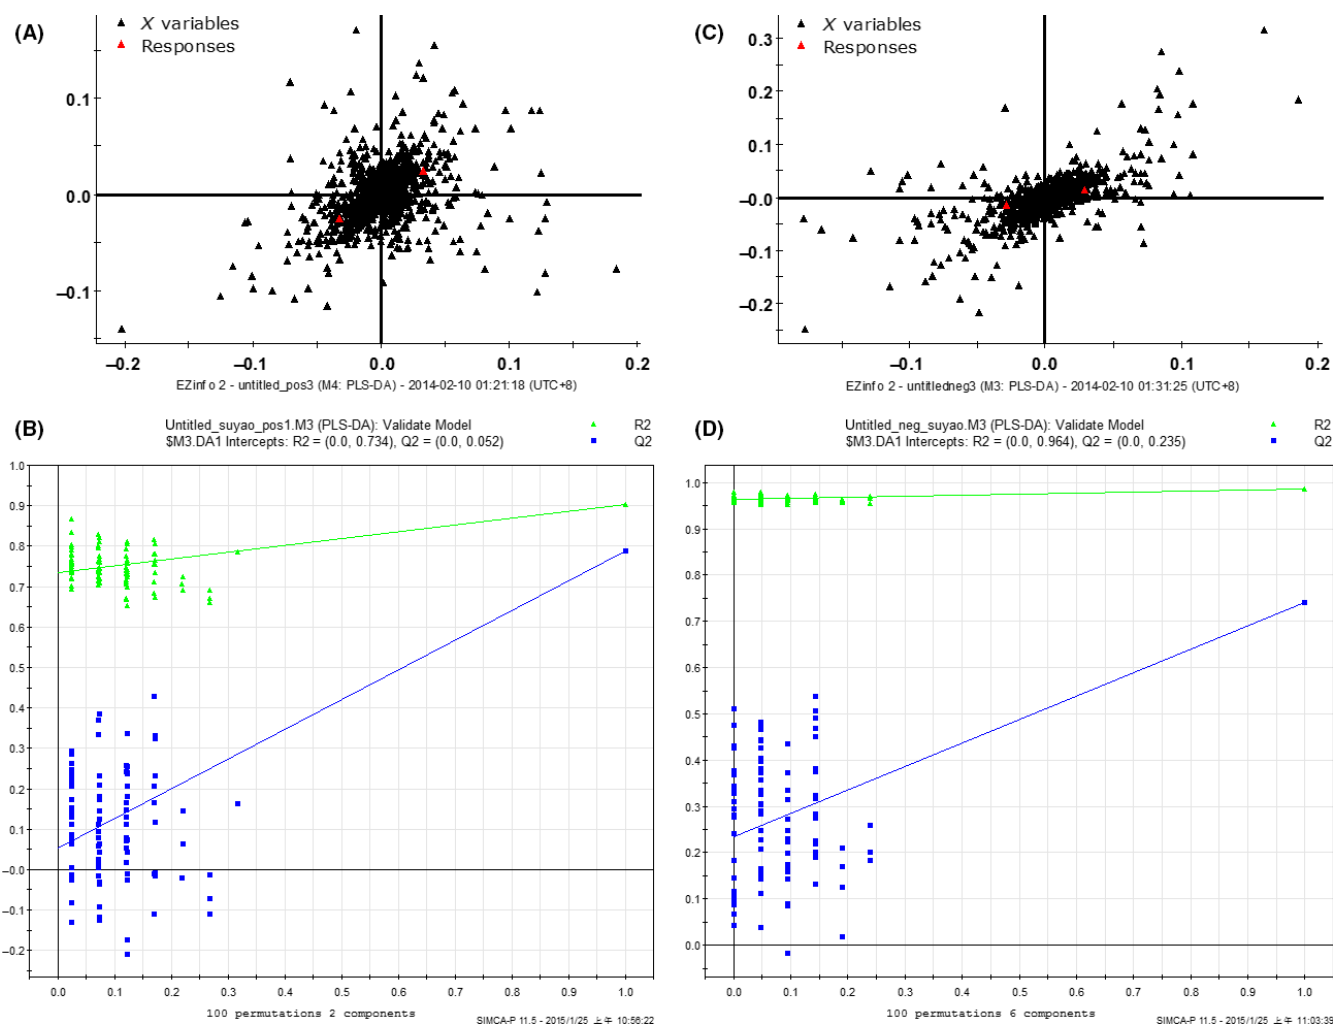 (A)
X variables
Responses
0.1
0.0
–0.1
–0.2
–0.1
0.0
0.1
0.2
EZinfo 2 - untitled_pos3 (M4: PLS-DA) - 2014-02-10 01:21:18 (UTC+8)
(C)
X variables
Responses
0.3
0.2
0.1
–0.0
–0.1
–0.2
–0.1
0.0
0.1
0.2
EZinfo 2 - untitledneg3 (M3: PLS-DA) - 2014-02-10 01:31:25 (UTC+8)
(B)
Untitled_suyao_pos1.M3 (PLS-DA): Validate Model
$M3.DA1 Intercepts: R2 = (0.0, 0.734), Q2 = (0.0, 0.052)
R2
Q2
1.0
0.9
0.8
0.7
0.6
0.5
0.4
0.3
0.2
0.1
–0.0
–0.1
–0.2
0.0 0.1 0.2 0.3 0.4 0.5 0.6 0.7 0.8 0.9 1.0
100 permutations 2 components
SIMCA-P 11.5 - 2015/1/25 上午 10:56:22
(D)
Untitled_neg_suyao.M3 (PLS-DA): Validate Model
$M3.DA1 Intercepts: R2 = (0.0, 0.964), Q2 = (0.0, 0.235)
R2
Q2
1.0
0.9
0.8
0.7
0.6
0.5
0.4
0.3
0.2
0.1
0.0
0.0 0.1 0.2 0.3 0.4 0.5 0.6 0.7 0.8 0.9 1.0
100 permutations 6 components
SIMCA-P 11.5 - 2015/1/25 上午 11:03:39